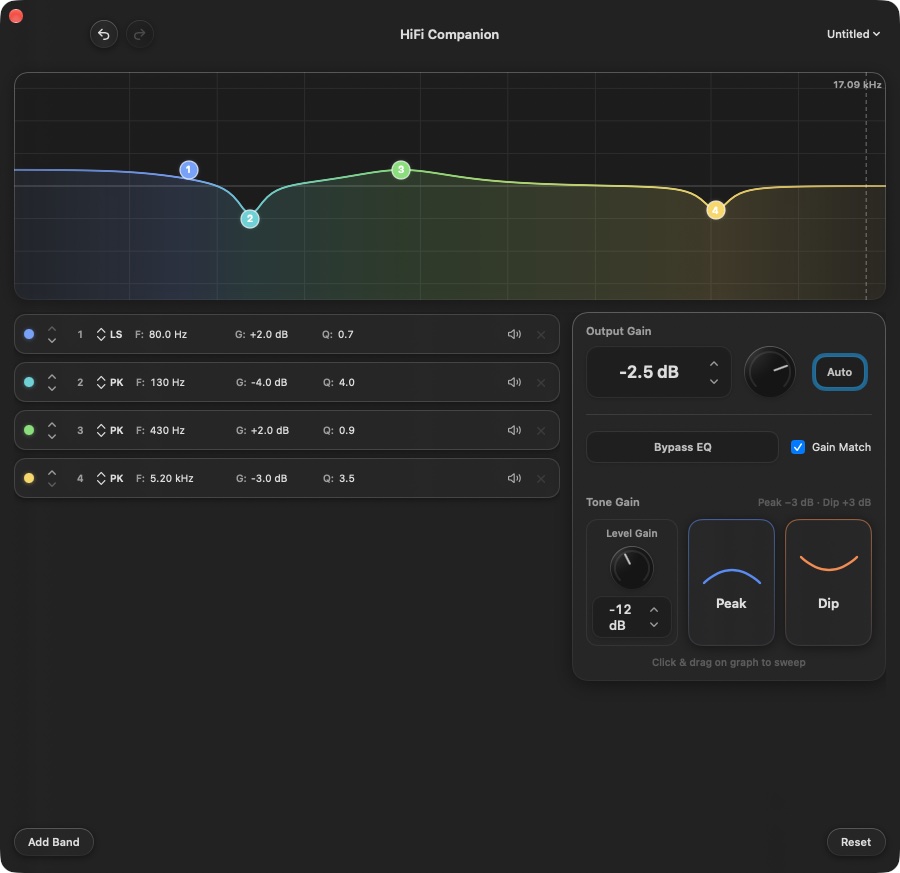 HiFi Companion
Untitled
17.09 kHz
1
2
3
4
1 LS F: 80.0 Hz G: +2.0 dB Q: 0.7
2 PK F: 130 Hz G: -4.0 dB Q: 4.0
3 PK F: 430 Hz G: +2.0 dB Q: 0.9
4 PK F: 5.20 kHz G: -3.0 dB Q: 3.5
Output Gain
-2.5 dB
Auto
Bypass EQ
Gain Match
Tone Gain
Peak −3 dB · Dip +3 dB
Level Gain
-12
dB
Peak
Dip
Click & drag on graph to sweep
Add Band
Reset